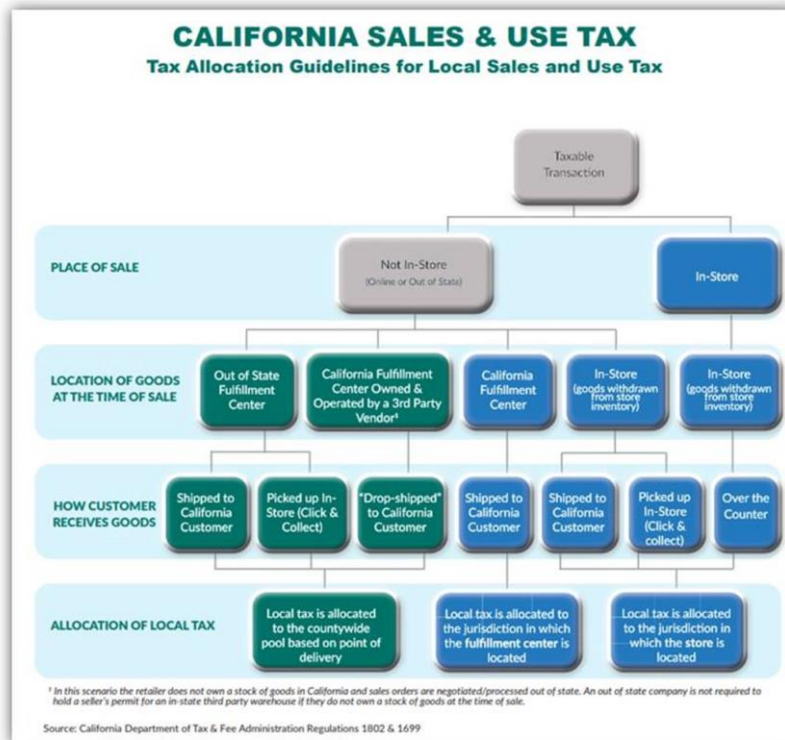 CALIFORNIA SALES & USE TAX
Tax Allocation Guidelines for Local Sales and Use Tax
Taxable
Transaction
PLACE OF SALE
Not In-Store
(Online or Out of State)
In-Store
LOCATION OF GOODS
AT THE TIME OF SALE
Out of State
Fulfillment
Center
California Fulfillment
Center Owned &
Operated by a 3rd Party
Vendor¹
California
Fulfillment
Center
In-Store
(goods withdrawn
from store
inventory)
In-Store
(goods withdrawn
from store
inventory)
HOW CUSTOMER
RECEIVES GOODS
Shipped to
California
Customer
Picked up In-
Store (Click &
Collect)
"Drop-shipped"
to California
Customer
Shipped to
California
Customer
Shipped to
California
Customer
Picked up
In-Store
(Click &
collect)
Over the
Counter
ALLOCATION OF LOCAL TAX
Local tax is allocated
to the countywide
pool based on point of
delivery
Local tax is allocated to
the jurisdiction in which
the fulfillment center is
located
Local tax is allocated
to the jurisdiction in
which the store is
located
¹ In this scenario the retailer does not own a stock of goods in California and sales orders are negotiated/processed out of state. An out of state company is not required to
hold a seller's permit for an in-state third party warehouse if they do not own a stock of goods at the time of sale.
Source: California Department of Tax & Fee Administration Regulations 1802 & 1699